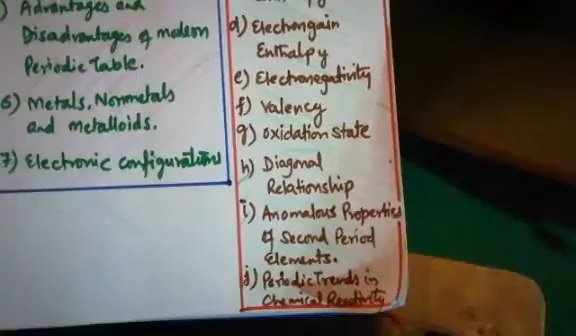 ) Advantages and
Disadvantages of modern
Periodic Table.
6) Metals, Nonmetals
and metalloids.
7) Electronic configurations
d) Electrongain
Enthalpy
e) Electronegativity
f) Valency
g) Oxidation State
h) Diagonal
Relationship
i) Anomalous Properties
of Second Period
Elements.
j) Periodic Trends in
Chemical Reactivity